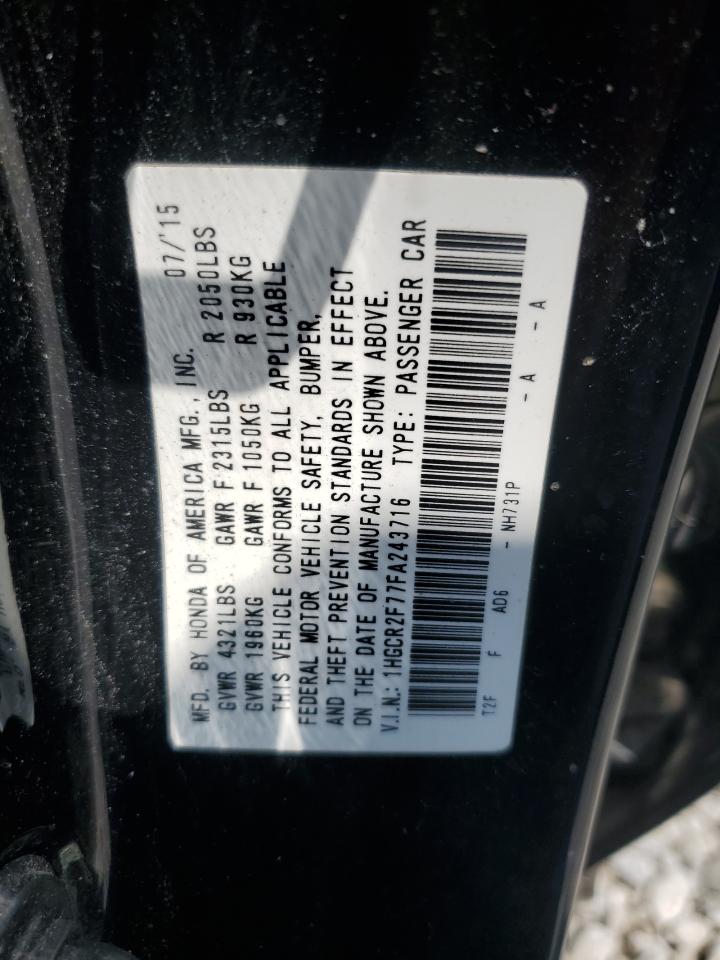 MFD. BY HONDA OF AMERICA MFG., INC. 07/'15
GVWR 4321LBS GAWR F 2315LBS R 2050LBS
GVWR 1960KG GAWR F 1050KG R 930KG
THIS VEHICLE CONFORMS TO ALL APPLICABLE
FEDERAL MOTOR VEHICLE SAFETY, BUMPER,
AND THEFT PREVENTION STANDARDS IN EFFECT
ON THE DATE OF MANUFACTURE SHOWN ABOVE.
V.I.N.: 1HGCR2F77FA243716 TYPE: PASSENGER CAR
T2F F AD6 - NH731P - A - A